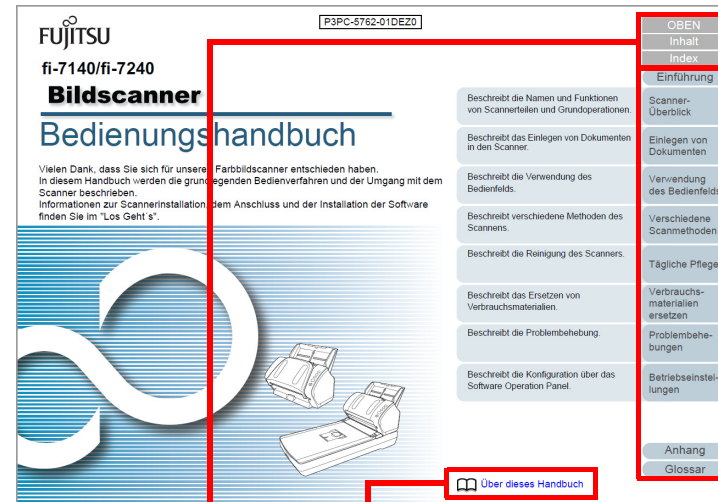 P3PC-5762-01DEZ0
FUJITSU
fi-7140/fi-7240
Bildscanner
Bedienungshandbuch
Vielen Dank, dass Sie sich für unseren Farbbildscanner entschieden haben.
In diesem Handbuch werden die grundlegenden Bedienverfahren und der Umgang mit dem
Scanner beschrieben.
Informationen zur Scannerinstallation, dem Anschluss und der Installation der Software
finden Sie im "Los Geht`s".
OBEN
Inhalt
Index
Einführung
Beschreibt die Namen und Funktionen
von Scannerteilen und Grundoperationen.
Scanner-
Überblick
Beschreibt das Einlegen von Dokumenten
in den Scanner.
Einlegen von
Dokumenten
Beschreibt die Verwendung des
Bedienfelds.
Verwendung
des Bedienfelds
Beschreibt verschiedene Methoden des
Scannens.
Verschiedene
Scanmethoden
Beschreibt die Reinigung des Scanners.
Tägliche Pflege
Beschreibt das Ersetzen von
Verbrauchsmaterialien.
Verbrauchs-
materialien
ersetzen
Beschreibt die Problembehebung.
Problembehe-
bungen
Beschreibt die Konfiguration über das
Software Operation Panel.
Betriebseinstel-
lungen
Anhang
Glossar
Über dieses Handbuch